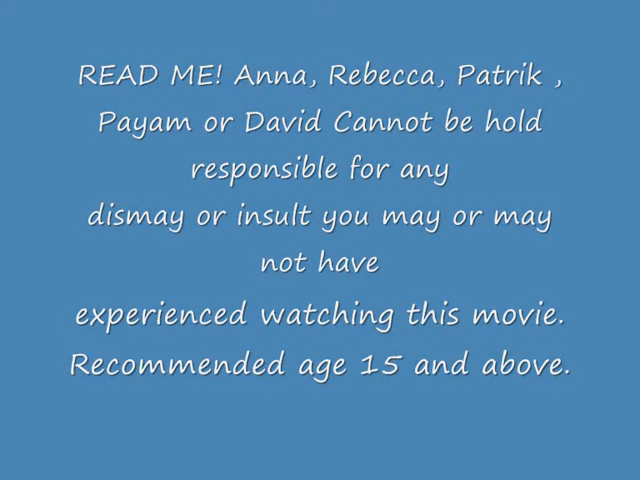 READ ME! Anna, Rebecca, Patrik ,
Payam or David Cannot be hold
responsible for any
dismay or insult you may or may
not have
experienced watching this movie.
Recommended age 15 and above.